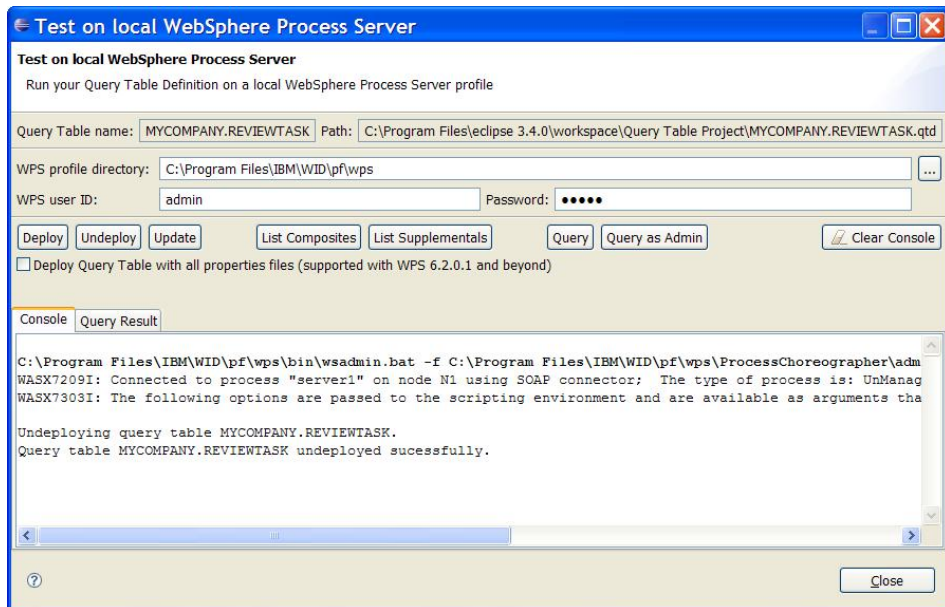 Test on local WebSphere Process Server
Test on local WebSphere Process Server
Run your Query Table Definition on a local WebSphere Process Server profile
Query Table name: MYCOMPANY.REVIEWTASK Path: C:\Program Files\eclipse 3.4.0\workspace\Query Table Project\MYCOMPANY.REVIEWTASK.qtd
WPS profile directory: C:\Program Files\IBM\WID\pf\wps ...
WPS user ID: admin Password: •••••
Deploy Undeploy Update List Composites List Supplementals Query Query as Admin Clear Console
Deploy Query Table with all properties files (supported with WPS 6.2.0.1 and beyond)
Console Query Result
C:\Program Files\IBM\WID\pf\wps\bin\wsadmin.bat -f C:\Program Files\IBM\WID\pf\wps\ProcessChoreographer\adm
WASX7209I: Connected to process "server1" on node N1 using SOAP connector; The type of process is: UnManag
WASX7303I: The following options are passed to the scripting environment and are available as arguments tha
Undeploying query table MYCOMPANY.REVIEWTASK.
Query table MYCOMPANY.REVIEWTASK undeployed sucessfully.
? Close